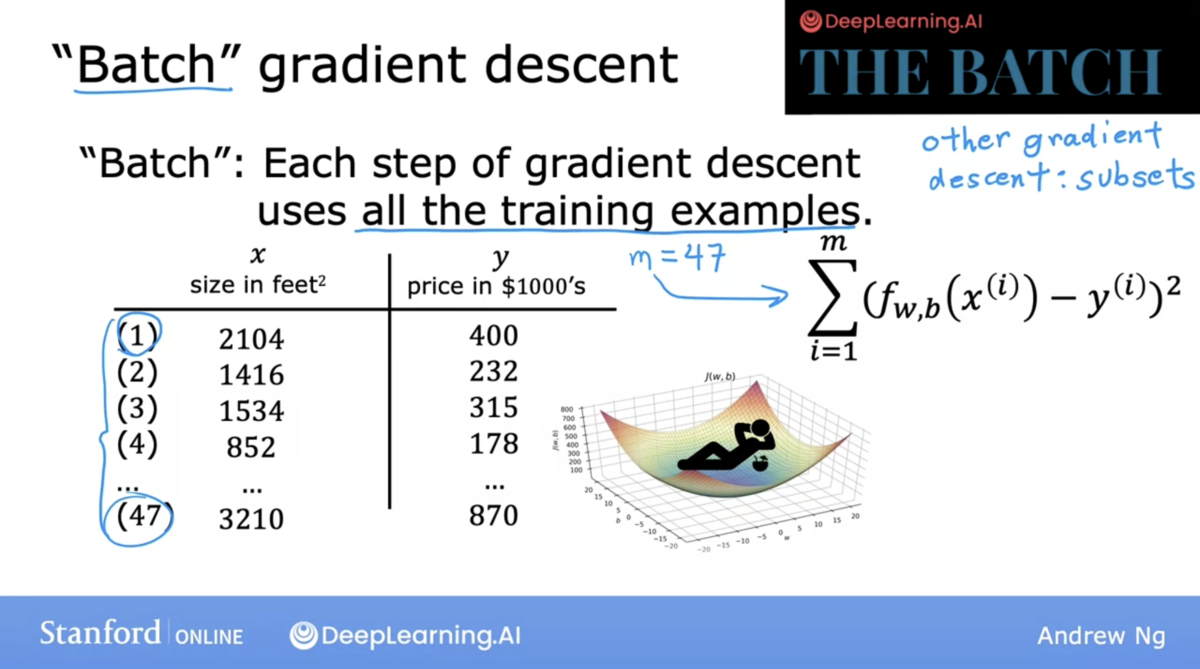 "Batch" gradient descent
DeepLearning.AI
THE BATCH
other gradient
descent: subsets
"Batch": Each step of gradient descent
uses all the training examples.
x y
size in feet² price in $1000's
(1) 2104 400
(2) 1416 232
(3) 1534 315
(4) 852 178
... ... ...
(47) 3210 870
m = 47
m
∑ (f_{w,b}(x^{(i)}) − y^{(i)})²
i=1
J(w, b)
800
700
600
500
400
300
200
100
J(w, b)
20
15
10
5
0
−5
−10
−15
−20
b
−20 −15 −10 −5 0 5 10 15 20
w
Stanford ONLINE DeepLearning.AI Andrew Ng